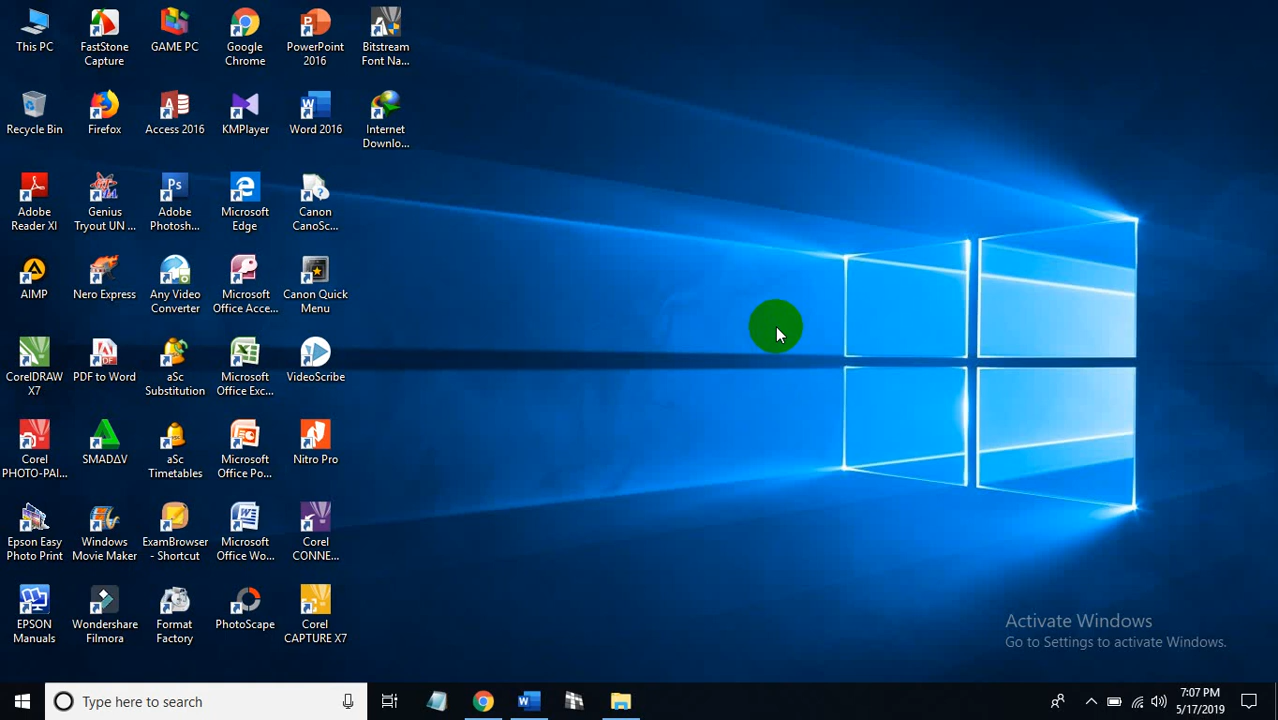 This PC
FastStone
Capture
GAME PC
Google
Chrome
PowerPoint
2016
Bitstream
Font Na...
Recycle Bin
Firefox
Access 2016
KMPlayer
Word 2016
Internet
Downlo...
Adobe
Reader XI
Genius
Tryout UN ...
Adobe
Photosh...
Microsoft
Edge
Canon
CanoSc...
AIMP
Nero Express
Any Video
Converter
Microsoft
Office Acce...
Canon Quick
Menu
CorelDRAW
X7
PDF to Word
aSc
Substitution
Microsoft
Office Exc...
VideoScribe
Corel
PHOTO-PAI...
SMADΔV
aSc
Timetables
Microsoft
Office Po...
Nitro Pro
Epson Easy
Photo Print
Windows
Movie Maker
ExamBrowser
- Shortcut
Microsoft
Office Wo...
Corel
CONNE...
EPSON
Manuals
Wondershare
Filmora
Format
Factory
PhotoScape
Corel
CAPTURE X7
Activate Windows
Go to Settings to activate Windows.
Type here to search
7:07 PM
5/17/2019